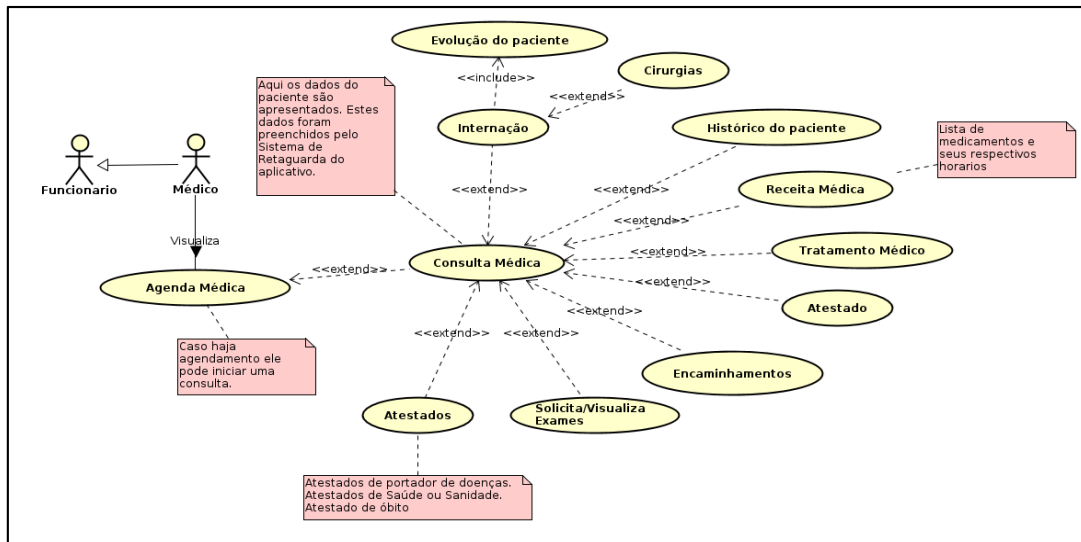 Evolução do paciente
<<include>>
Cirurgias
<<extend>>
Internação
Aqui os dados do
paciente são
apresentados. Estes
dados foram
preenchidos pelo
Sistema de
Retaguarda do
aplicativo.
Histórico do paciente
Lista de
medicamentos e
seus respectivos
horarios
Funcionario
Médico
<<extend>>
<<extend>>
Receita Médica
<<extend>>
Visualiza
<<extend>>
Tratamento Médico
Consulta Médica
<<extend>>
Agenda Médica
<<extend>>
Atestado
Caso haja
agendamento ele
pode iniciar uma
consulta.
<<extend>>
<<extend>>
<<extend>>
Encaminhamentos
Atestados
Solicita/Visualiza
Exames
Atestados de portador de doenças.
Atestados de Saúde ou Sanidade.
Atestado de óbito